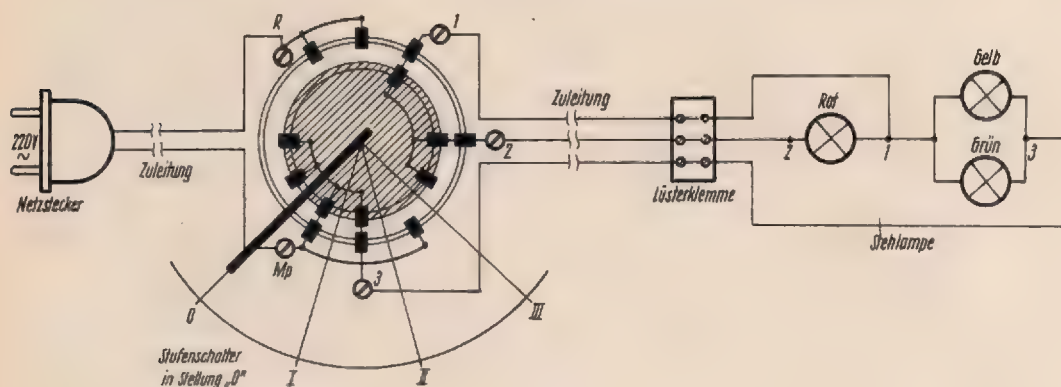 R
1
220V
~
Zuleitung
Netzstecker
2
Mp
3
0
I
II
III
Stufenschalter
in Stellung „0"
Zuleitung
Lüsterklemme
2
Rot
1
Gelb
Grün
3
Stehlampe